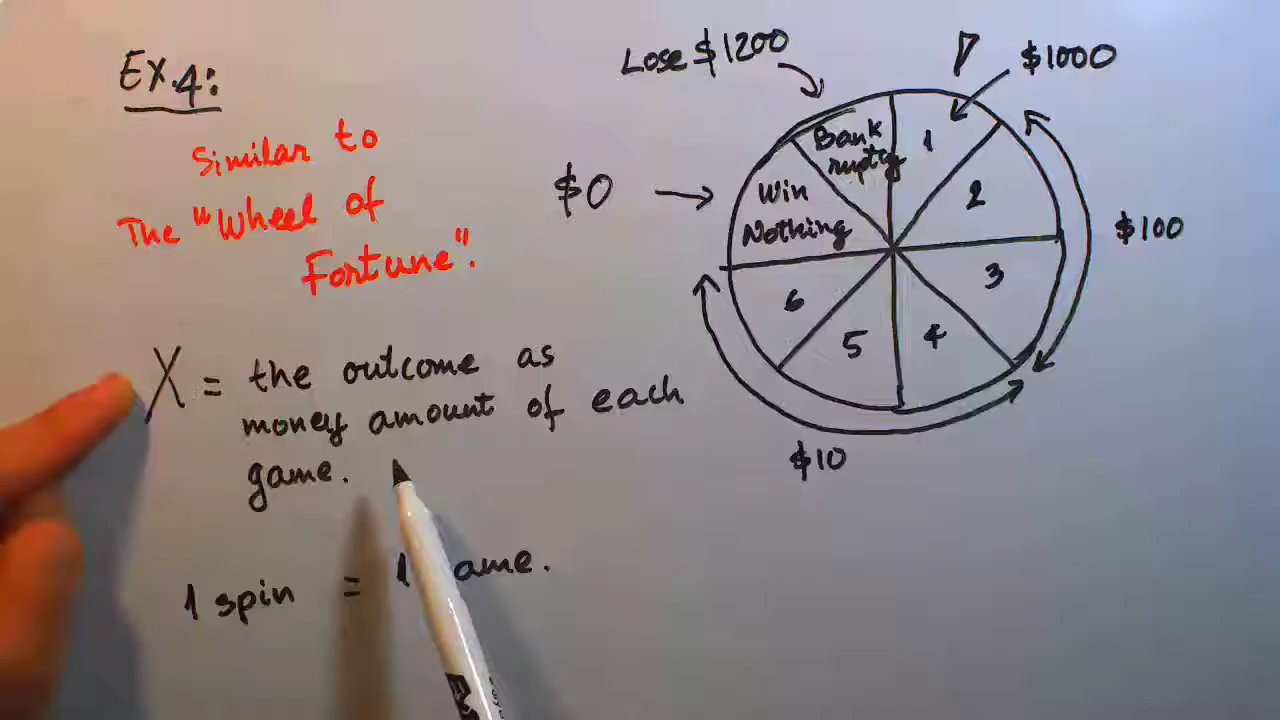 Ex.4:
Similar to
The "Wheel of
Fortune".
X = the outcome as
money amount of each
game.
1 spin = 1 ame.
Lose $1200
$1000
$0
$100
$10
Bank
ruptcy
Win
Nothing
1
2
3
4
5
6